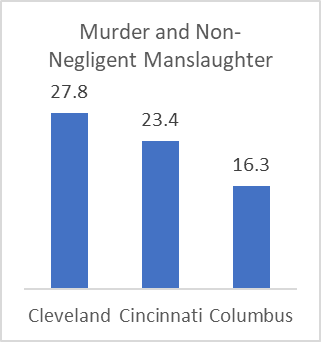 Murder and Non-
Negligent Manslaughter
27.8
23.4
16.3
Cleveland Cincinnati Columbus